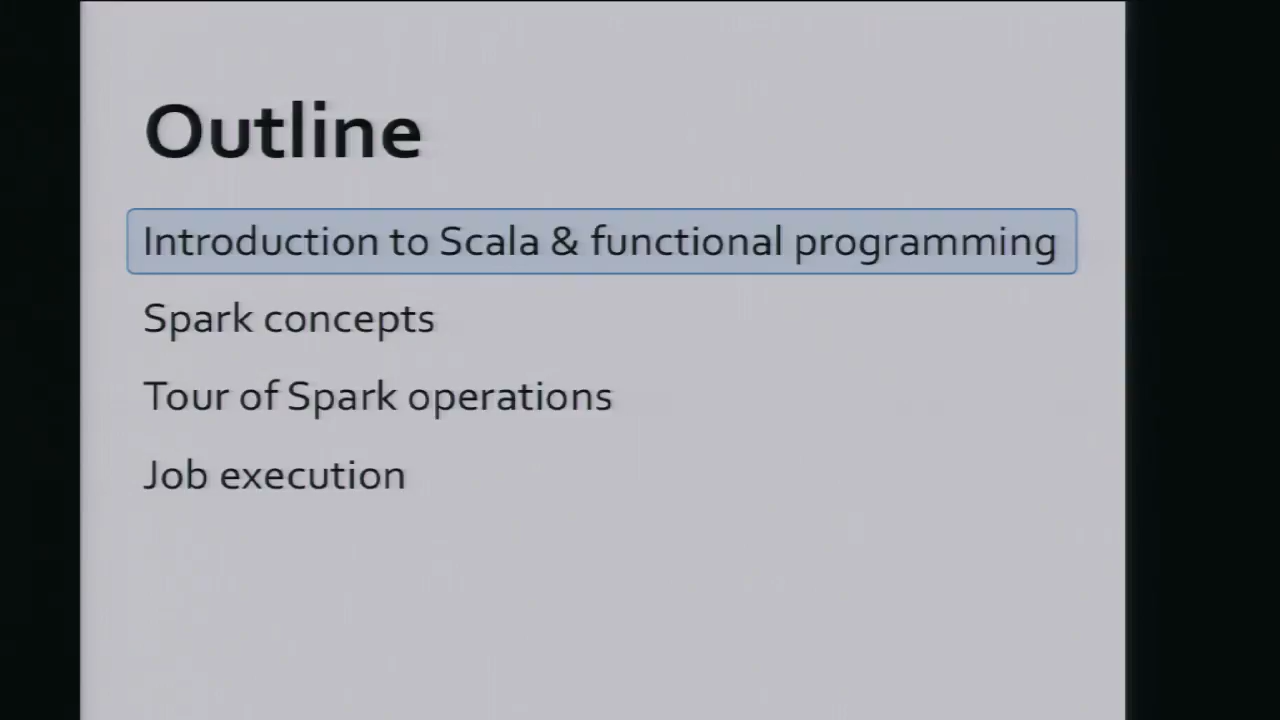 Outline
Introduction to Scala & functional programming
Spark concepts
Tour of Spark operations
Job execution